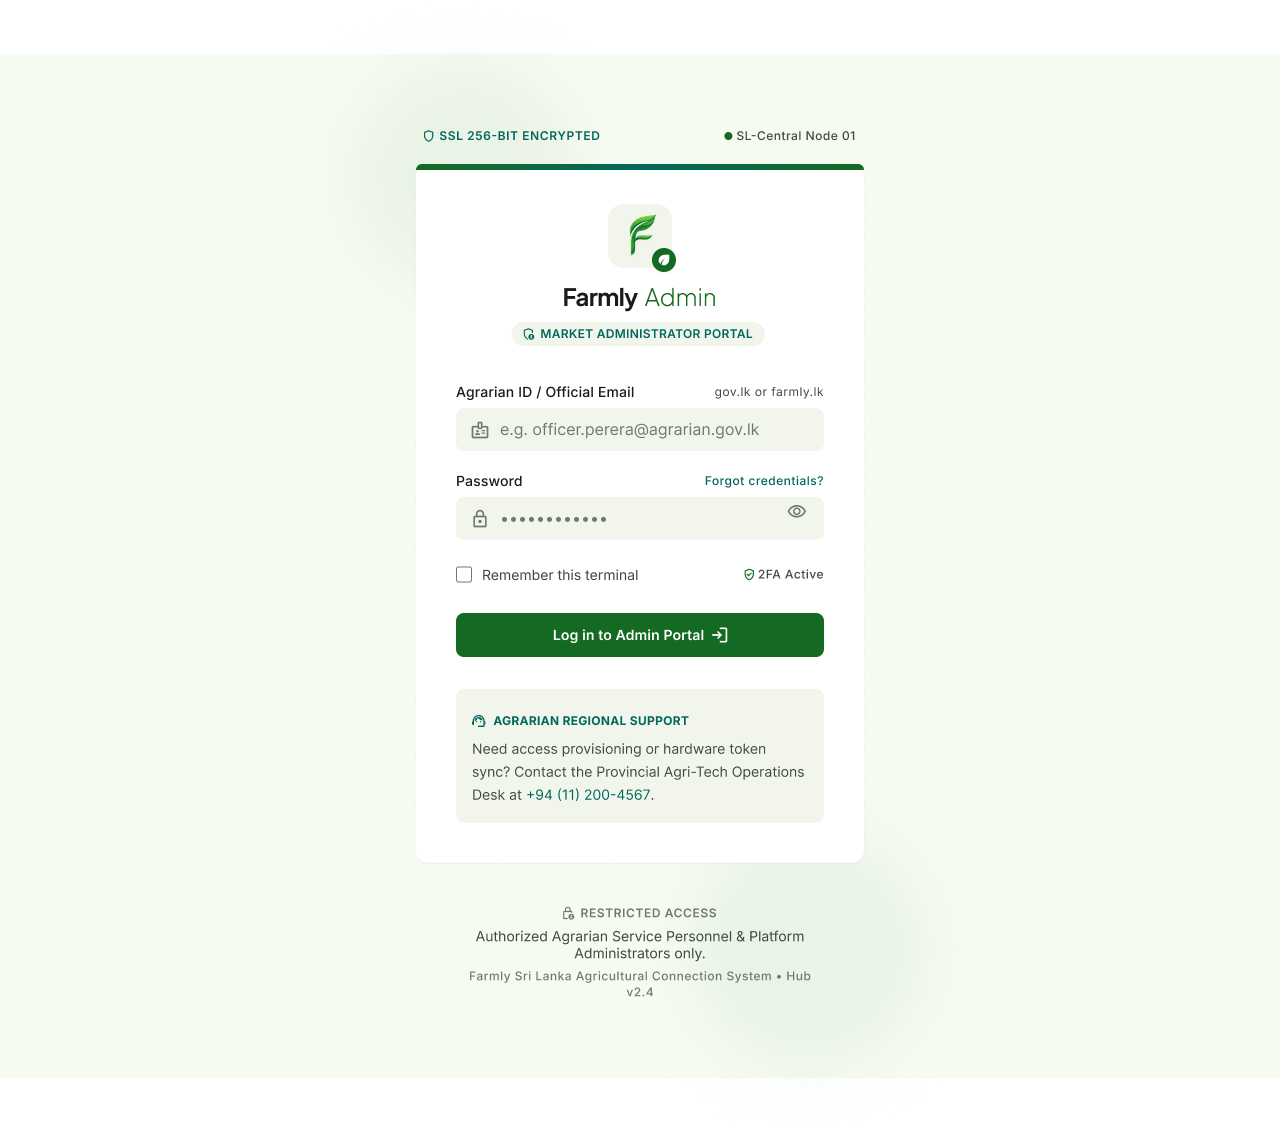 SSL 256-BIT ENCRYPTED
SL-Central Node 01
Farmly Admin
MARKET ADMINISTRATOR PORTAL
Agrarian ID / Official Email
gov.lk or farmly.lk
e.g. officer.perera@agrarian.gov.lk
Password
Forgot credentials?
••••••••••••
Remember this terminal
2FA Active
Log in to Admin Portal
AGRARIAN REGIONAL SUPPORT
Need access provisioning or hardware token
sync? Contact the Provincial Agri-Tech Operations
Desk at +94 (11) 200-4567.
RESTRICTED ACCESS
Authorized Agrarian Service Personnel & Platform
Administrators only.
Farmly Sri Lanka Agricultural Connection System • Hub
v2.4